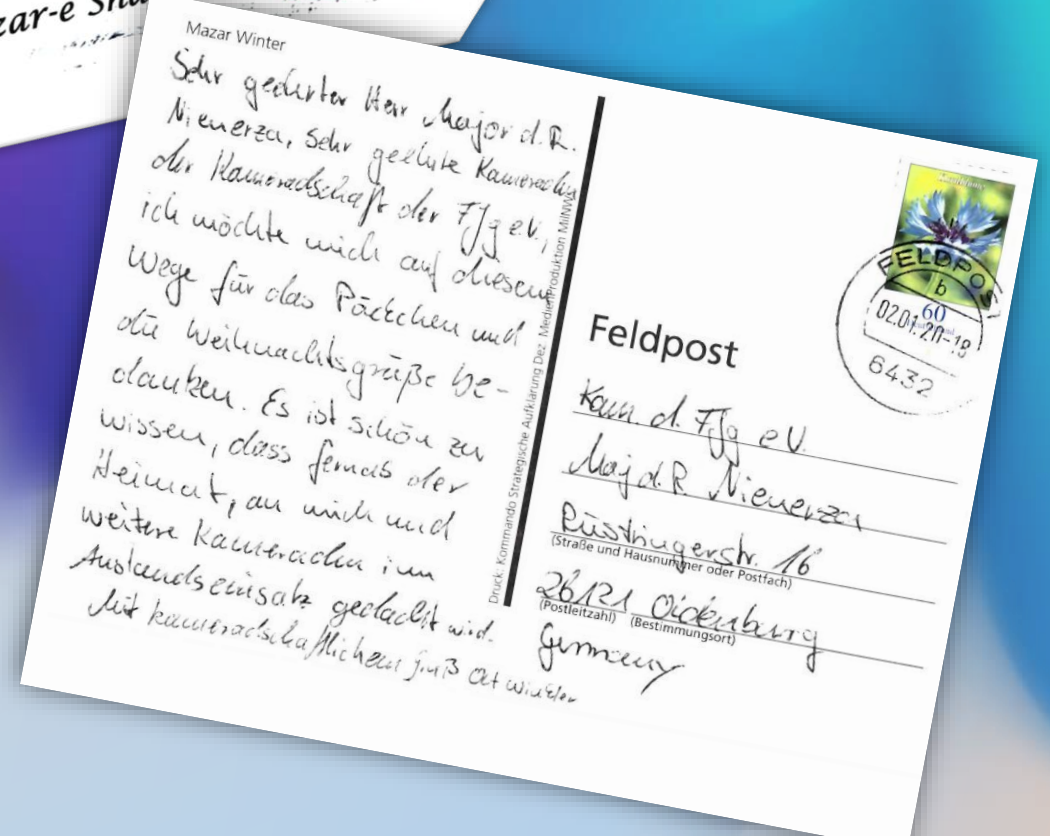 zar-e
Mazar Winter
Sehr geehrter Herr Major d.R.
Nienerza, sehr geehrte Kameraden
der Kameradschaft der FJg e.V.,
ich möchte mich auf diesem
Wege für das Päckchen und
die Weihnachtsgrüße be-
danken. Es ist schön zu
wissen, dass fernab der
Heimat, an mich und
weitere Kameraden im
Auslandseinsatz gedacht wird.
Mit kameradschaftlichem Gruß
Druck: Kommando Strategische Aufklärung Dez. MedienProduktion MilNW
FELDPOST
b
60
02.01.20-18
6432
Feldpost
Kam. d. FJg e.V.
Maj d.R. Nienerza
Rüstringerstr. 16
(Straße und Hausnummer oder Postfach)
26121 Oldenburg
(Postleitzahl) (Bestimmungsort)
Germany